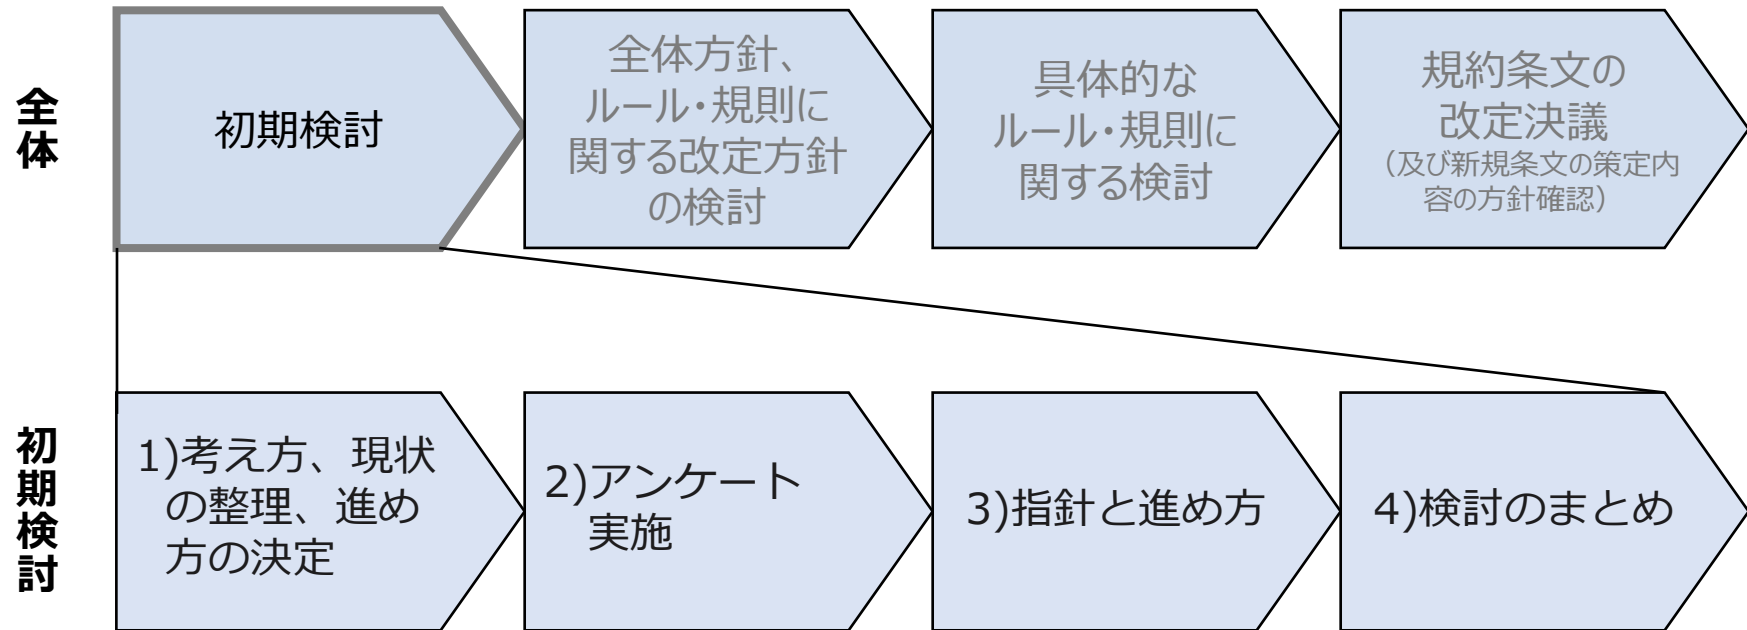 全体
初期検討
全体方針、
ルール・規則に
関する改定方針
の検討
具体的な
ルール・規則に
関する検討
規約条文の
改定決議
（及び新規条文の策定内
容の方針確認）
初期検討
1)考え方、現状
の整理、進め
方の決定
2)アンケート
実施
3)指針と進め方
4)検討のまとめ